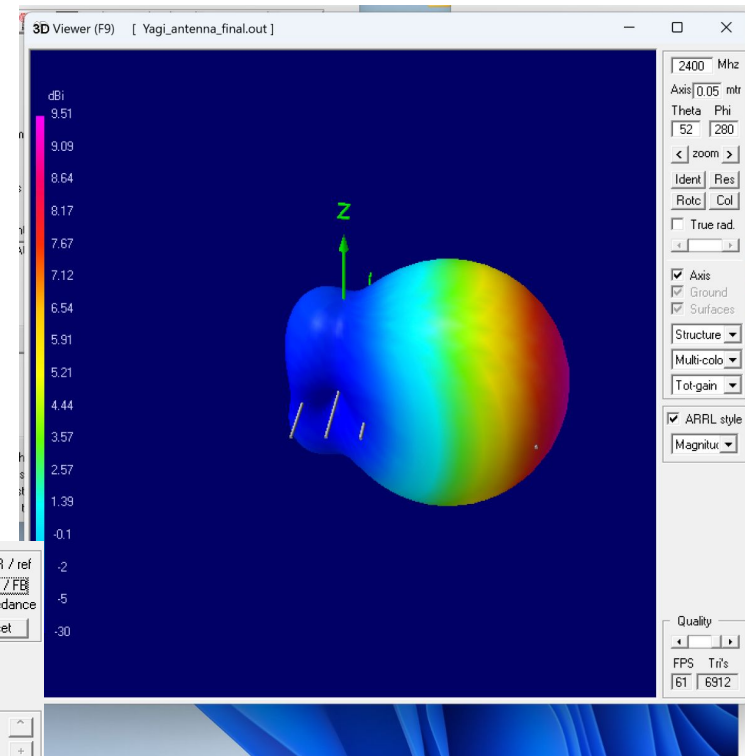 3D Viewer (F9) [ Yagi_antenna_final.out ]
dBi
9.51
9.09
8.64
8.17
7.67
7.12
6.54
5.91
5.21
4.44
3.57
2.57
1.39
-0.1
-2
-5
-30
Z
2400 Mhz
Axis 0.05 mtr
Theta Phi
52 280
< zoom >
Ident Res
Rotc Col
True rad.
Axis
Ground
Surfaces
Structure
Multi-colo
Tot-gain
ARRL style
Magnitu
Quality
FPS Tri's
61 6912
R / ref
/ FB
edance
et